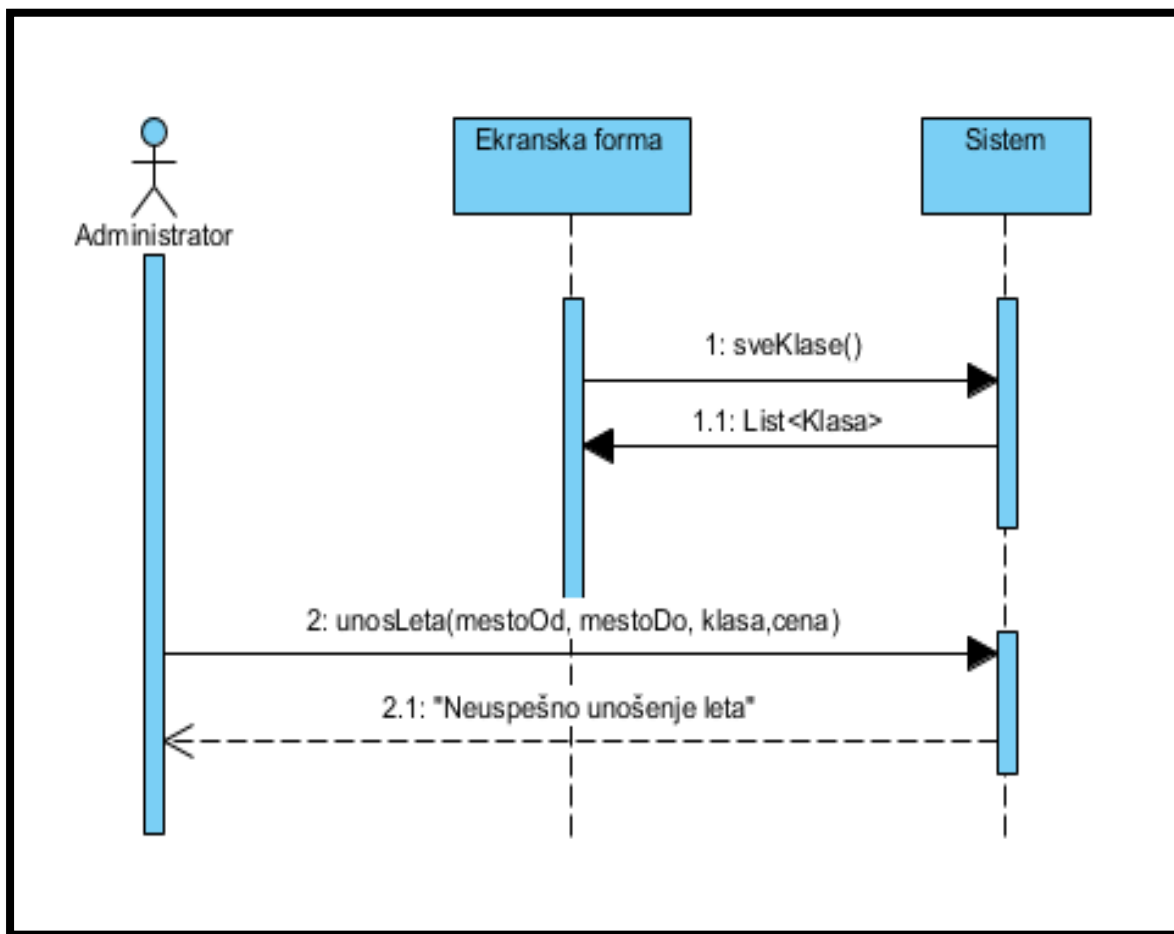 Ekranska forma
Sistem
Administrator
1: sveKlase()
1.1: List<Klasa>
2: unosLeta(mestoOd, mestoDo, klasa,cena)
2.1: "Neuspešno unošenje leta"